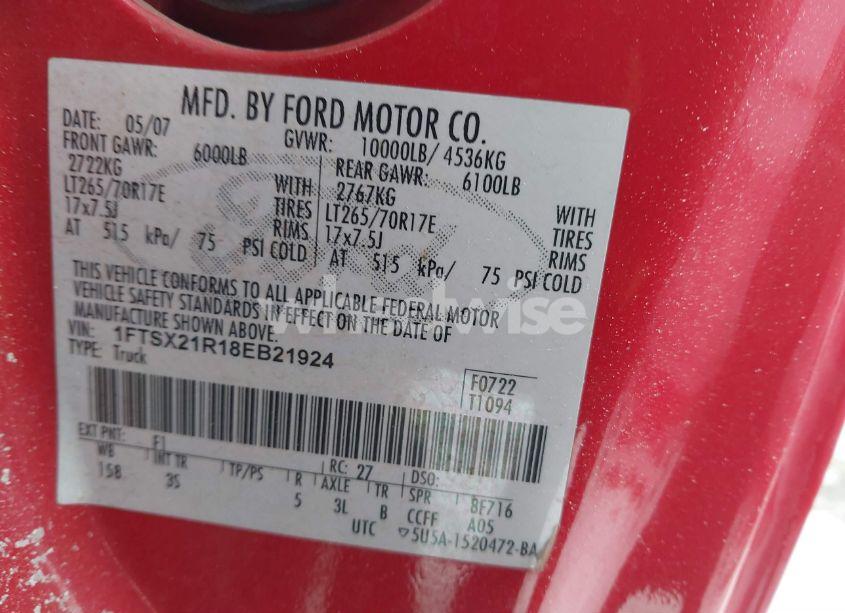 MFD. BY FORD MOTOR CO.
DATE: 05/07 GVWR: 10000LB/ 4536KG
FRONT GAWR: 6000LB REAR GAWR: 6100LB
2722KG WITH 2767KG WITH
LT265/70R17E TIRES LT265/70R17E TIRES
17x7.5J RIMS 17x7.5J RIMS
AT 515 kPa/ 75 PSI COLD AT 515 kPa/ 75 PSI COLD
THIS VEHICLE CONFORMS TO ALL APPLICABLE FEDERAL MOTOR
VEHICLE SAFETY STANDARDS IN EFFECT ON THE DATE OF
MANUFACTURE SHOWN ABOVE.
VIN: 1FTSX21R18EB21924
TYPE: Truck
F0722
T1094
EXT PNT: F1 RC: 27 DSO:
WB INT TR TP/PS R AXLE TR SPR 8F716
158 3S 5 3L B CCFF A05
UTC 5U5A-1520472-BA
Ford